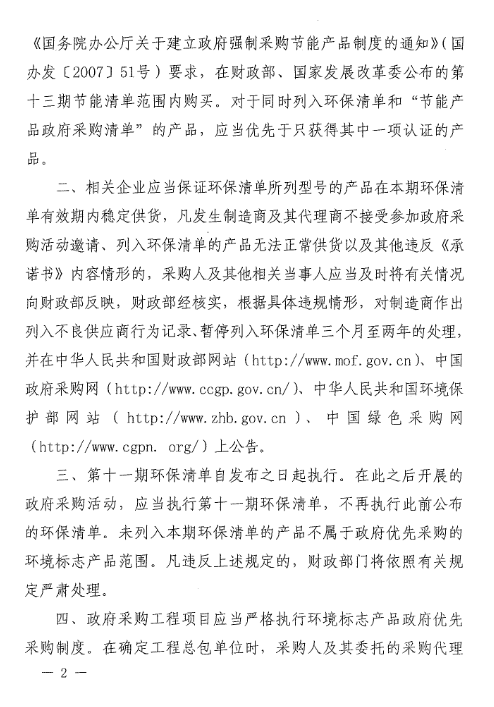 《国务院办公厅关于建立政府强制采购节能产品制度的通知》(国
办发〔2007〕51号)要求，在财政部、国家发展改革委公布的第
十三期节能清单范围内购买。对于同时列入环保清单和“节能产
品政府采购清单”的产品，应当优先于只获得其中一项认证的产
品。
二、相关企业应当保证环保清单所列型号的产品在本期环保清
单有效期内稳定供货，凡发生制造商及其代理商不接受参加政府采
购活动邀请、列入环保清单的产品无法正常供货以及其他违反《承
诺书》内容情形的，采购人及其他相关当事人应当及时将有关情况
向财政部反映，财政部经核实，根据具体违规情形，对制造商作出
列入不良供应商行为记录、暂停列入环保清单三个月至两年的处理，
并在中华人民共和国财政部网站(http://www.mof.gov.cn)、中国
政府采购网(http://www.ccgp.gov.cn/)、中华人民共和国环境保
护部网站(http://www.zhb.gov.cn)、中国绿色采购网
(http://www.cgpn. org/)上公告。
三、第十一期环保清单自发布之日起执行。在此之后开展的
政府采购活动，应当执行第十一期环保清单，不再执行此前公布
的环保清单。未列入本期环保清单的产品不属于政府优先采购的
环境标志产品范围。凡违反上述规定的，财政部门将依照有关规
定严肃处理。
四、政府采购工程项目应当严格执行环境标志产品政府优先
采购制度。在确定工程总包单位时，采购人及其委托的采购代理
— 2 —